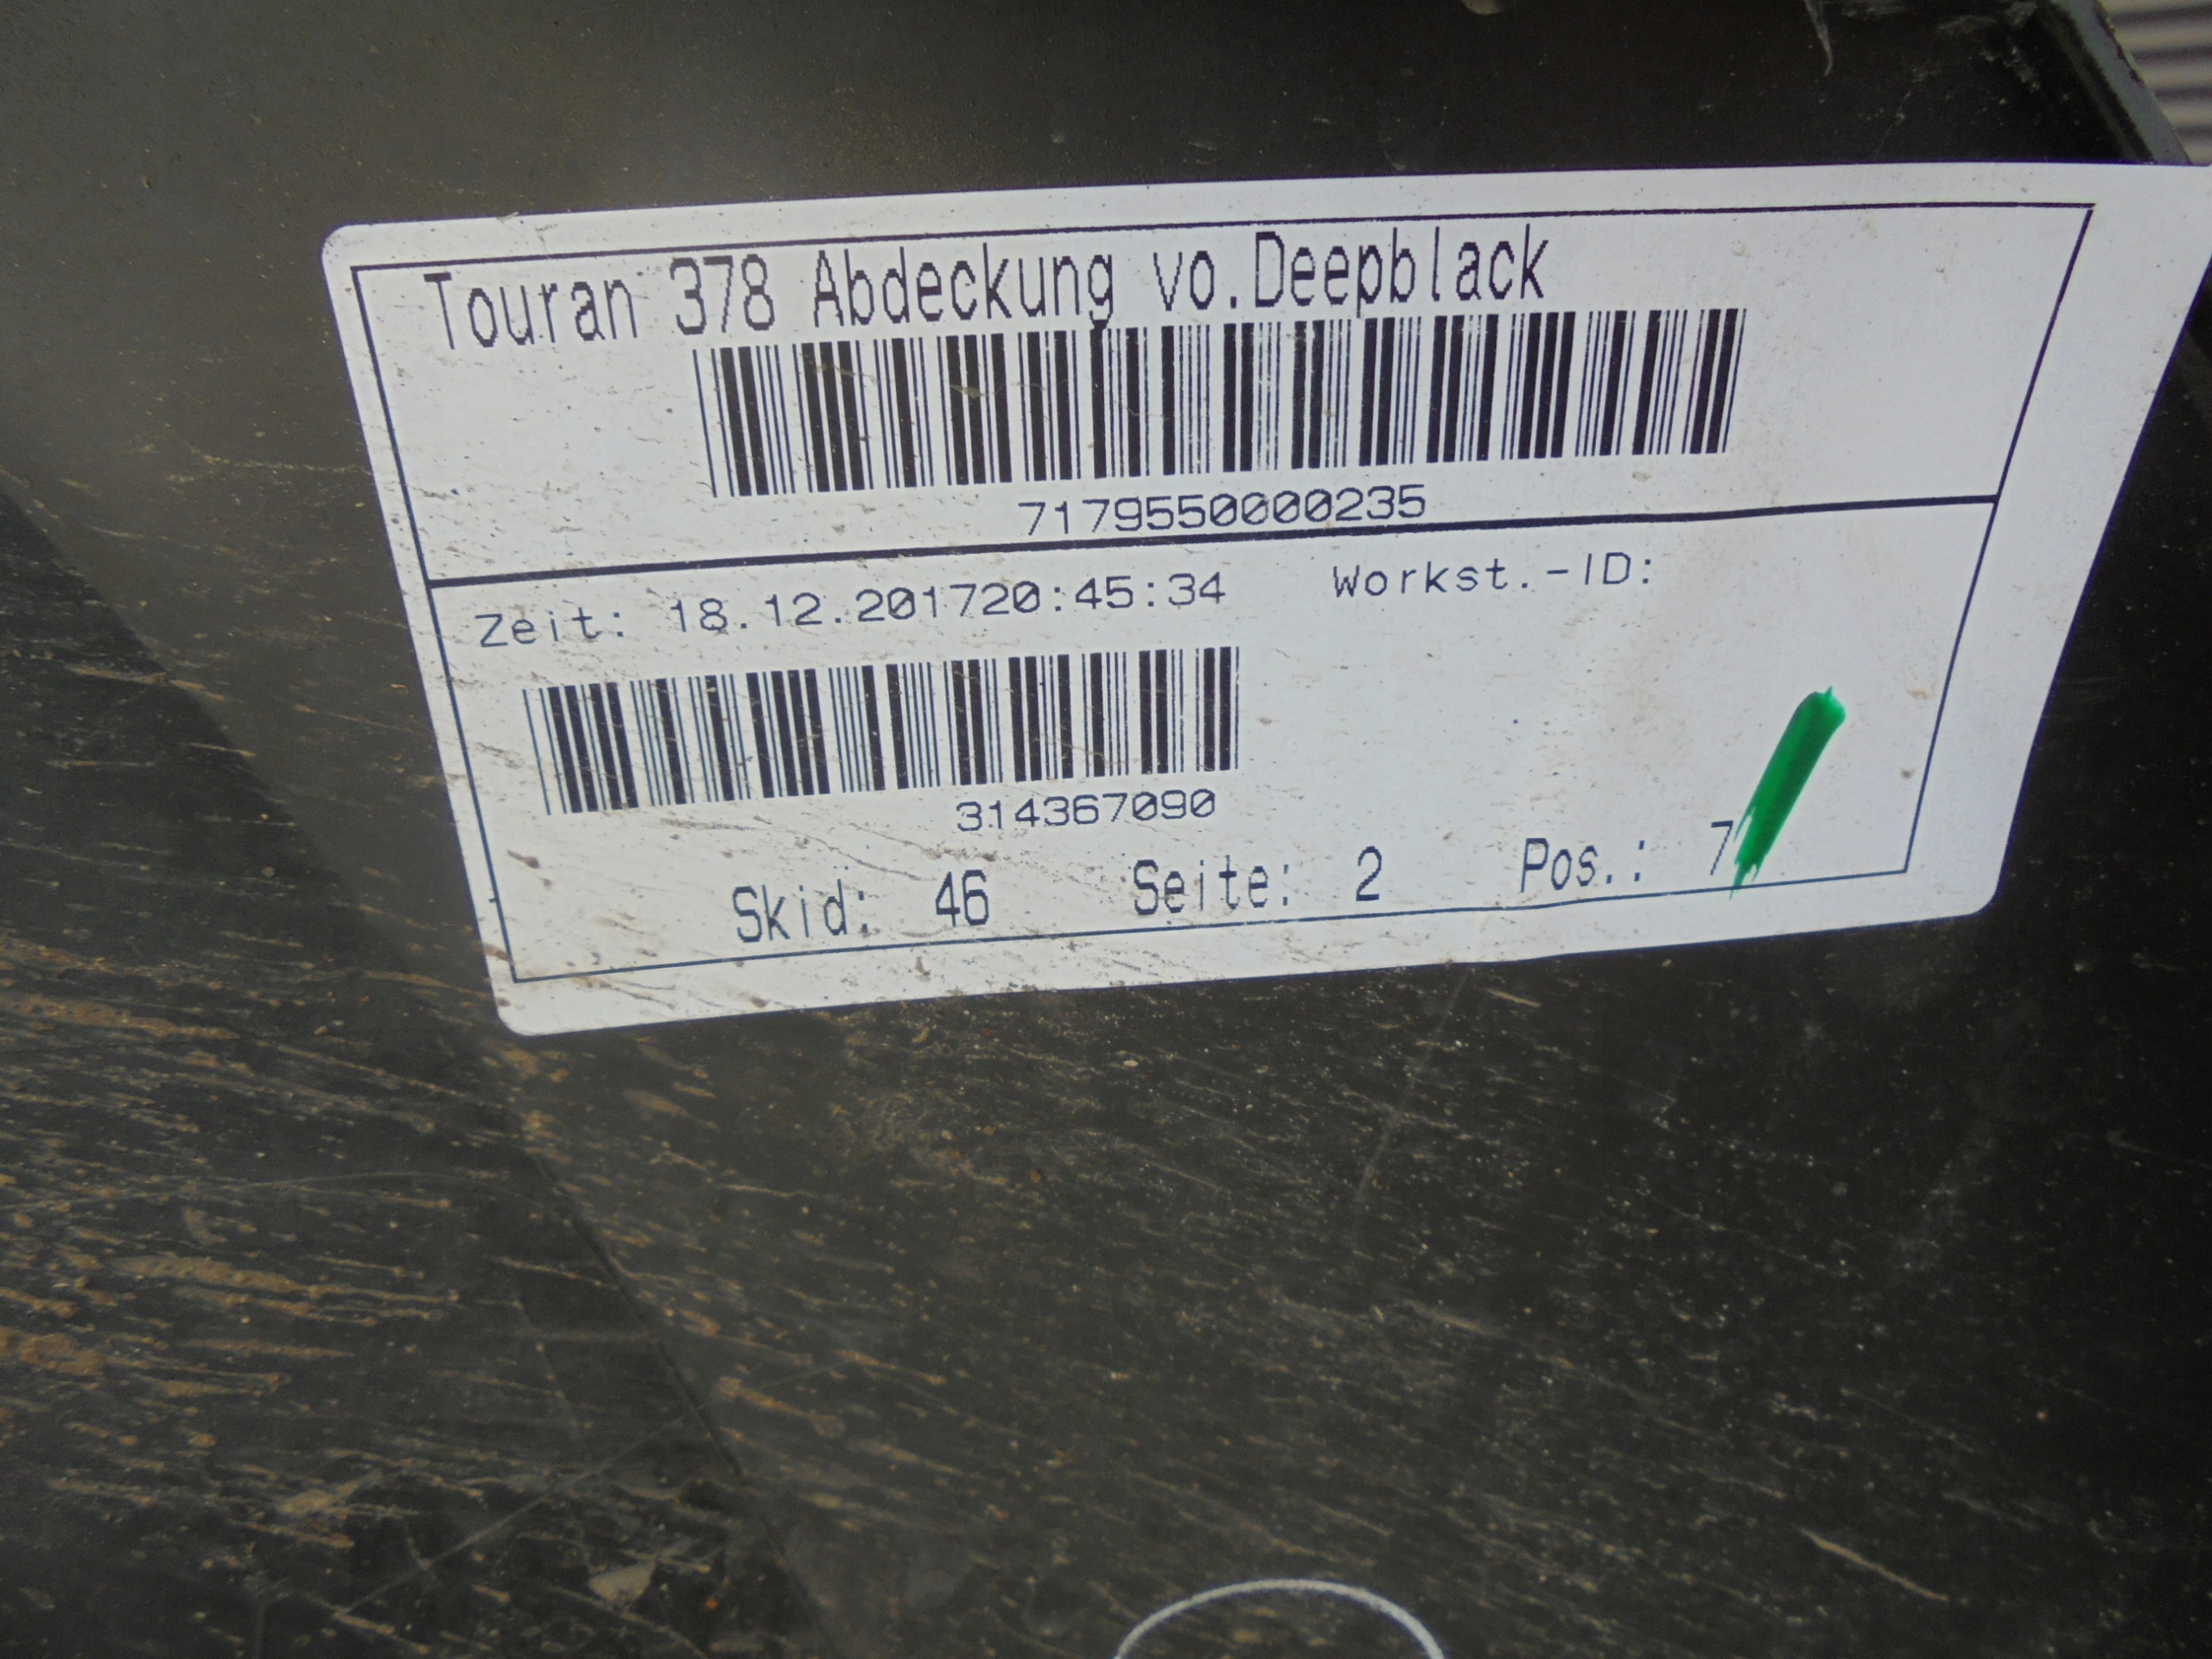 Touran 378 Abdeckung vo.Deepblack
7179550000235
Zeit: 18.12.201720:45:34 Workst.-ID:
314367090
Skid: 46 Seite: 2 Pos.: 7